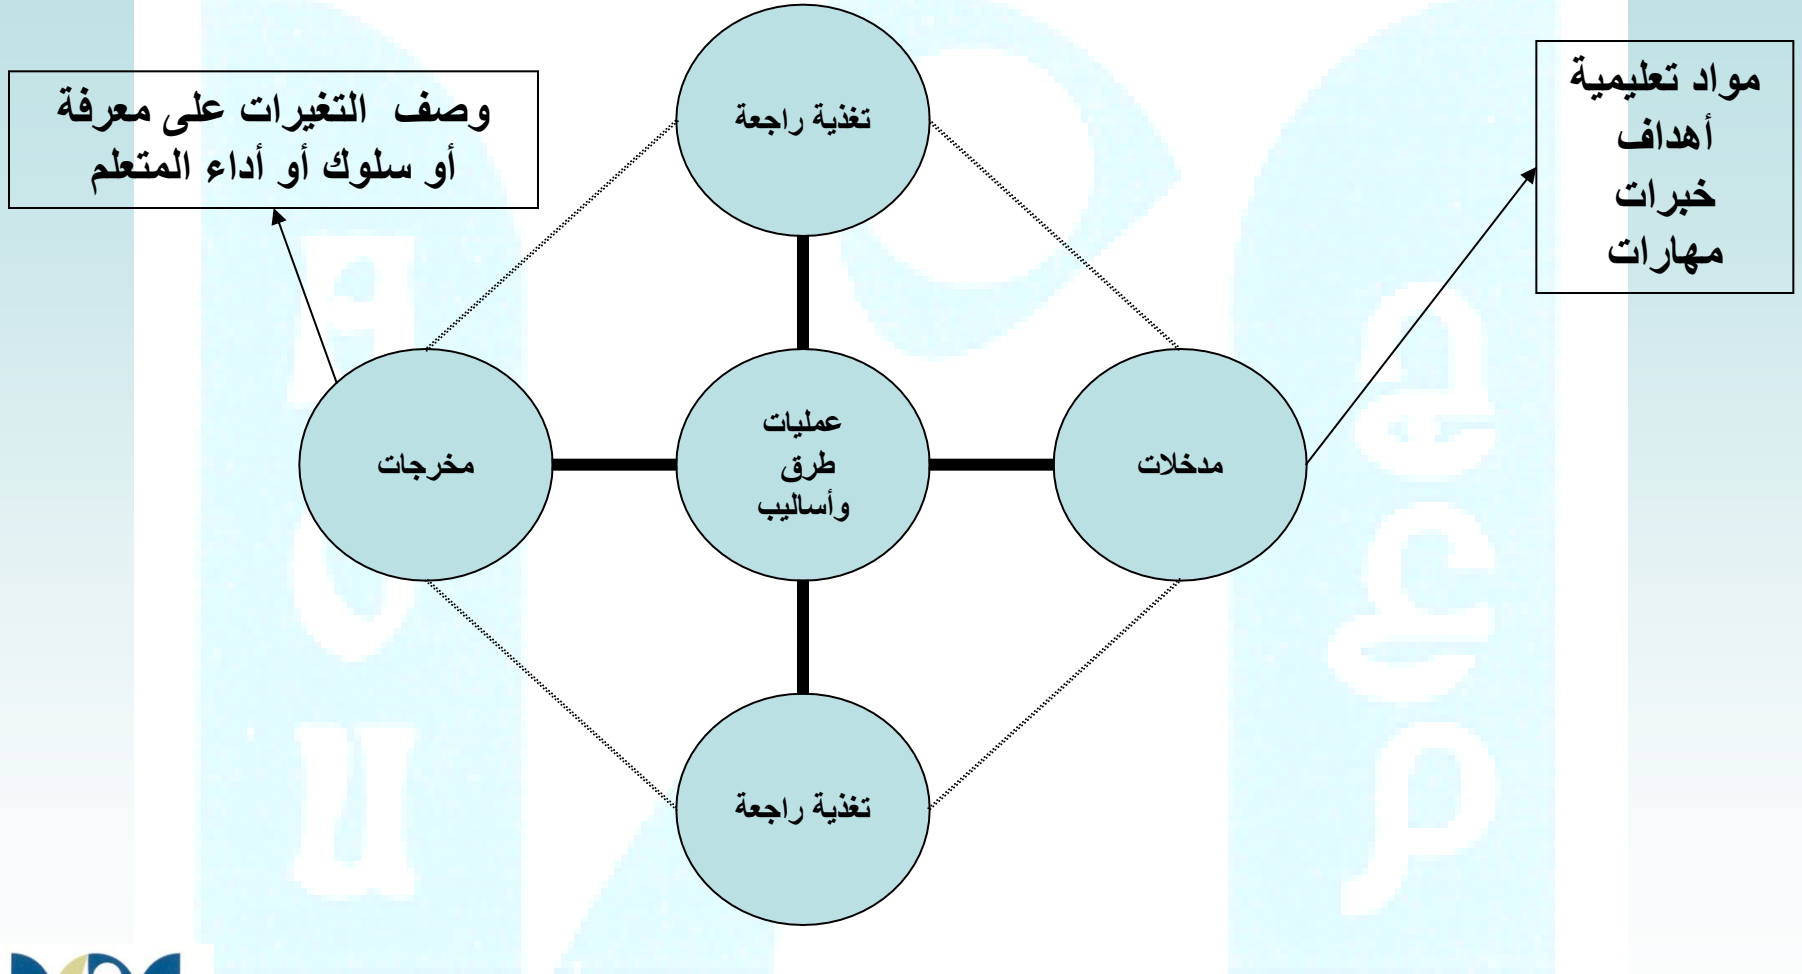 مواد تعليمية
أهداف
خبرات
مهارات
وصف التغيرات على معرفة
أو سلوك أو أداء المتعلم
تغذية راجعة
مدخلات
عمليات
طرق
وأساليب
مخرجات
تغذية راجعة